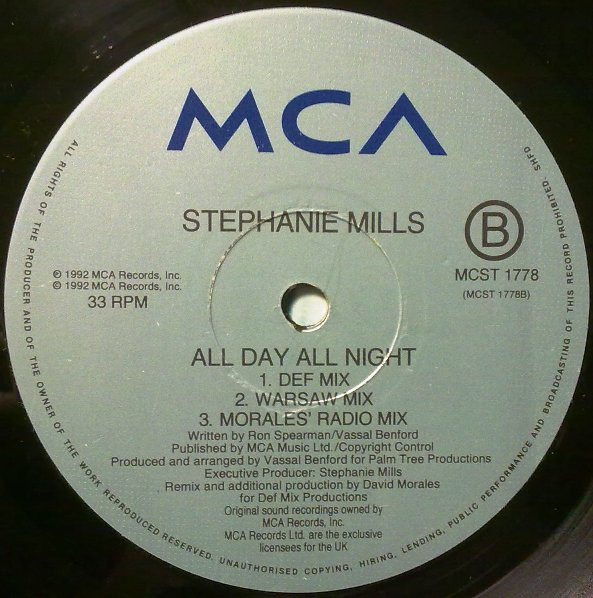 MCA
STEPHANIE MILLS
B
℗ 1992 MCA Records, Inc.
© 1992 MCA Records, Inc.
33 RPM
MCST 1778
(MCST 1778B)
ALL DAY ALL NIGHT
1. DEF MIX
2. WARSAW MIX
3. MORALES' RADIO MIX
Written by Ron Spearman/Vassal Benford
Published by MCA Music Ltd./Copyright Control
Produced and arranged by Vassal Benford for Palm Tree Productions
Executive Producer: Stephanie Mills
Remix and additional production by David Morales
for Def Mix Productions
Original sound recordings owned by
MCA Records, Inc.
MCA Records Ltd. are the exclusive
licensees for the UK
ALL RIGHTS OF THE PRODUCER AND OF THE OWNER OF THE WORK REPRODUCED RESERVED. UNAUTHORISED COPYING, HIRING, LENDING, PUBLIC PERFORMANCE AND BROADCASTING OF THIS RECORD PROHIBITED. SHFD